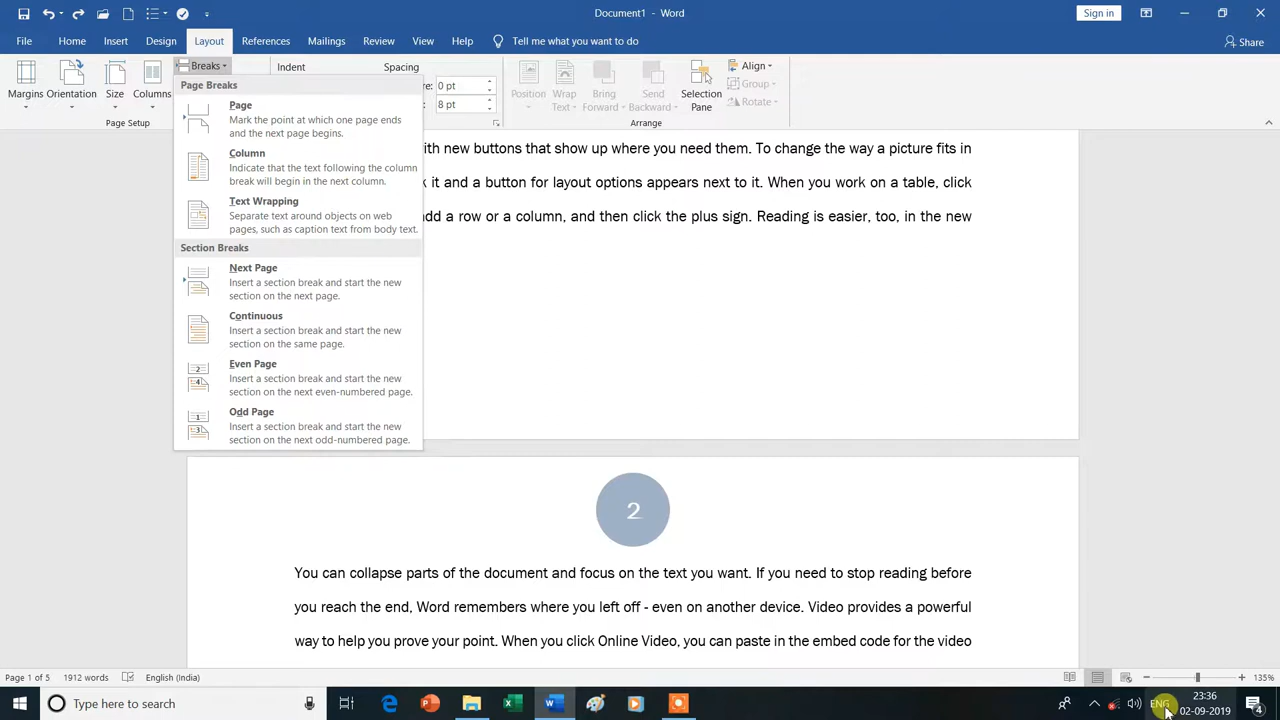 Document1 - Word
Sign in
File Home Insert Design Layout References Mailings Review View Help Tell me what you want to do
Share
Breaks
Indent
Spacing
Margins
Orientation
Size
Columns
re: 0 pt
: 8 pt
Position
Wrap
Text
Bring
Forward
Send
Backward
Selection
Pane
Align
Group
Rotate
Page Setup
Arrange
Page Breaks
Page
Mark the point at which one page ends
and the next page begins.
Column
Indicate that the text following the column
break will begin in the next column.
Text Wrapping
Separate text around objects on web
pages, such as caption text from body text.
Section Breaks
Next Page
Insert a section break and start the new
section on the next page.
Continuous
Insert a section break and start the new
section on the same page.
Even Page
Insert a section break and start the new
section on the next even-numbered page.
Odd Page
Insert a section break and start the new
section on the next odd-numbered page.
ith new buttons that show up where you need them. To change the way a picture fits in
k it and a button for layout options appears next to it. When you work on a table, click
add a row or a column, and then click the plus sign. Reading is easier, too, in the new
2
You can collapse parts of the document and focus on the text you want. If you need to stop reading before
you reach the end, Word remembers where you left off - even on another device. Video provides a powerful
way to help you prove your point. When you click Online Video, you can paste in the embed code for the video
Page 1 of 5 1912 words English (India)
135%
Type here to search
ENG
23:36
02-09-2019
4